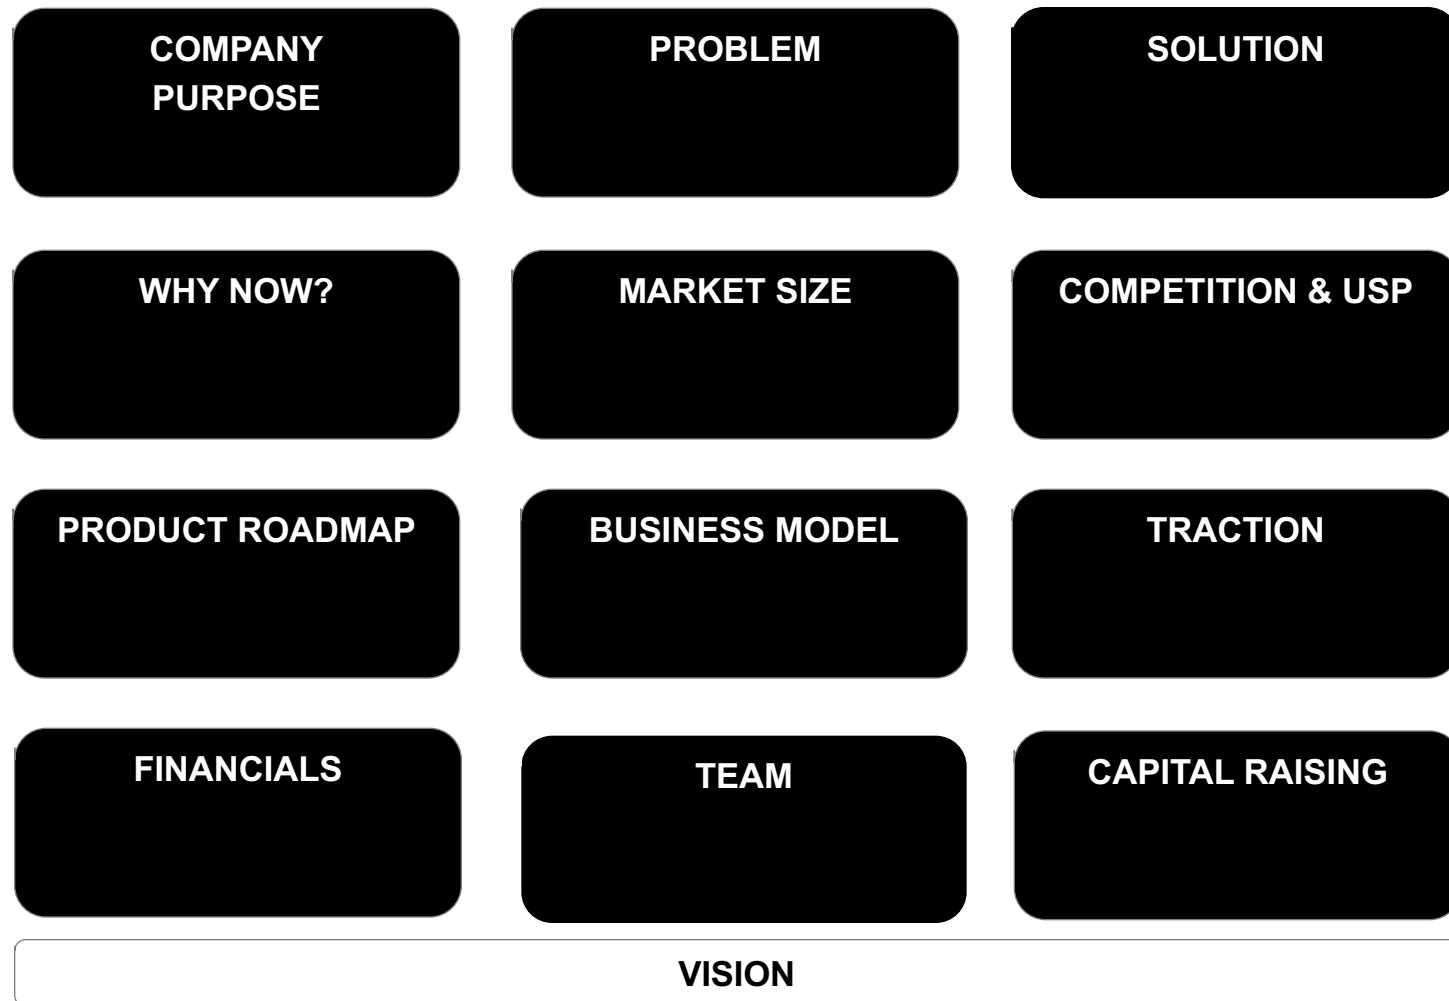 COMPANY
PURPOSE
PROBLEM
SOLUTION
WHY NOW?
MARKET SIZE
COMPETITION & USP
PRODUCT ROADMAP
BUSINESS MODEL
TRACTION
FINANCIALS
TEAM
CAPITAL RAISING
VISION